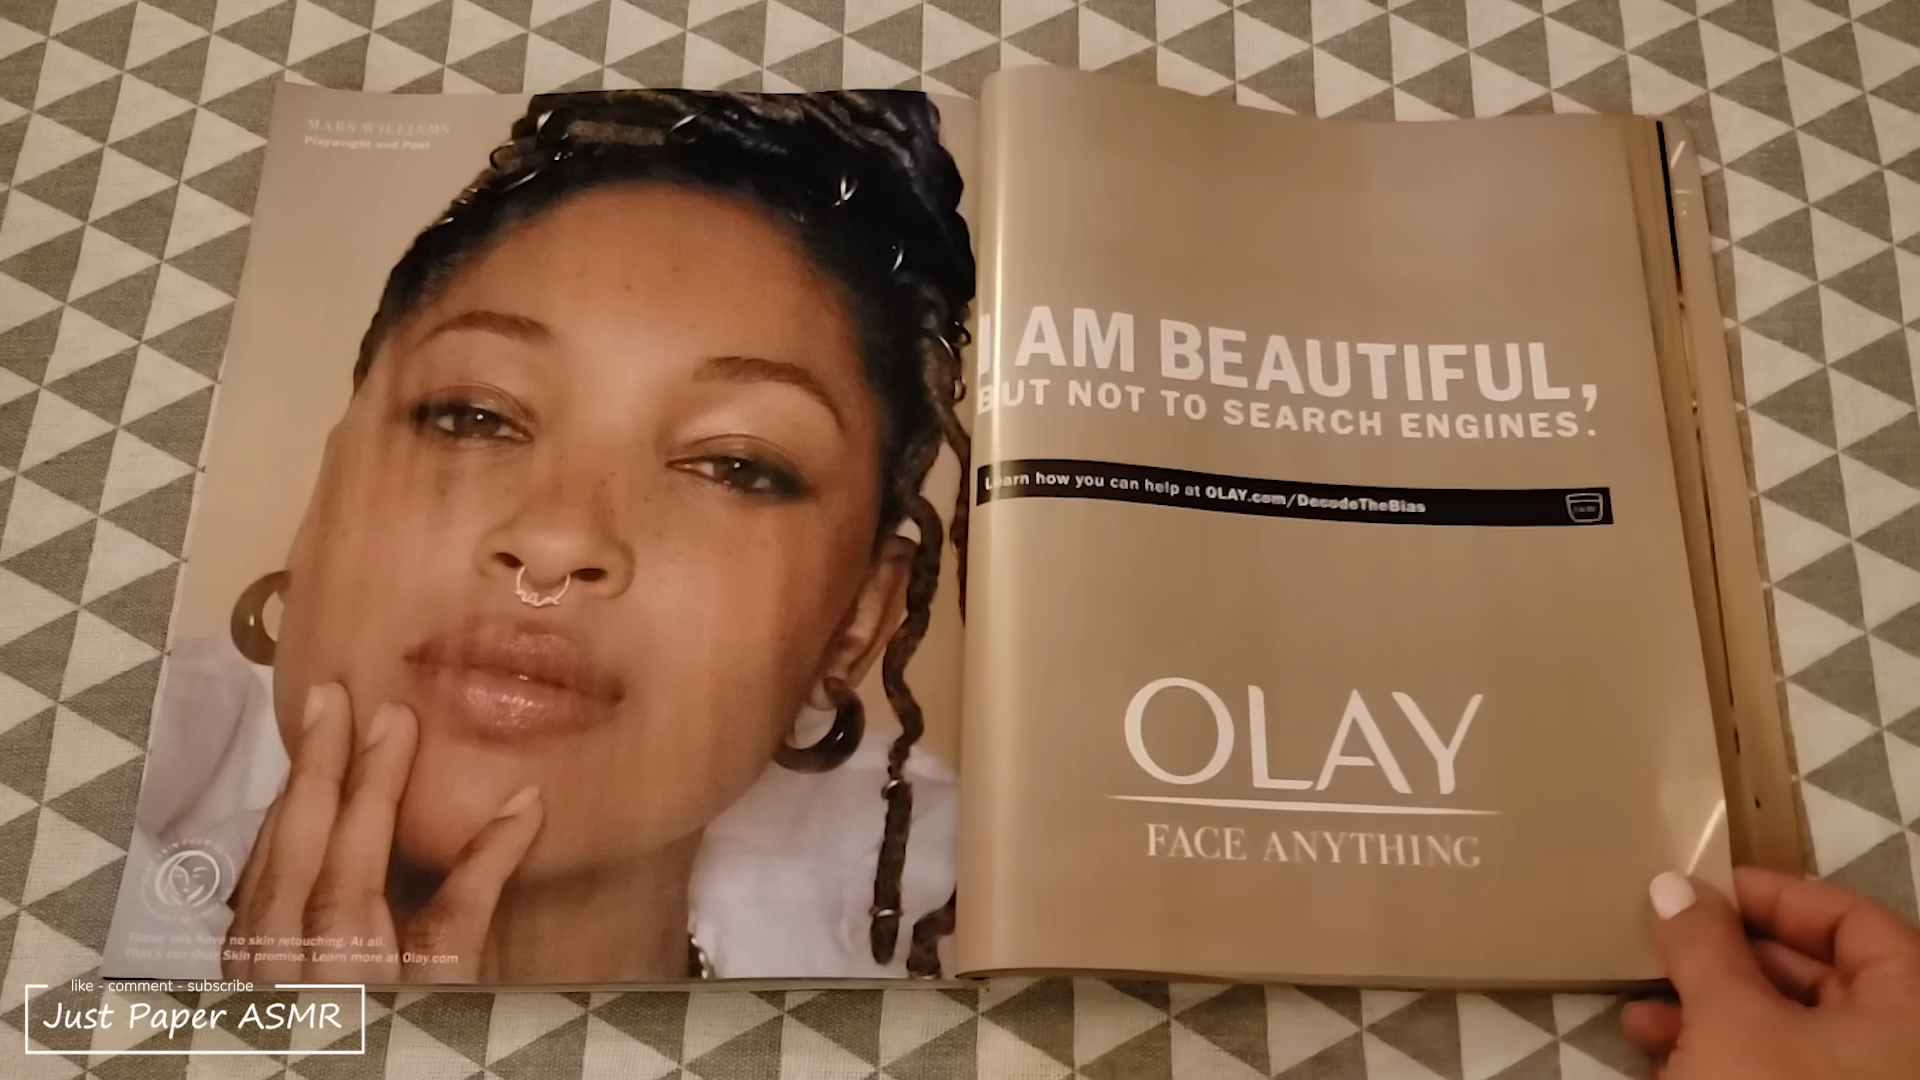 MARS WILLIAMS
Playwright and Poet
I AM BEAUTIFUL,
BUT NOT TO SEARCH ENGINES.
Learn how you can help at OLAY.com/DecodeTheBias
OLAY
FACE ANYTHING
These ads have no skin retouching. At all.
That's our Olay Skin promise. Learn more at Olay.com
like - comment - subscribe
Just Paper ASMR